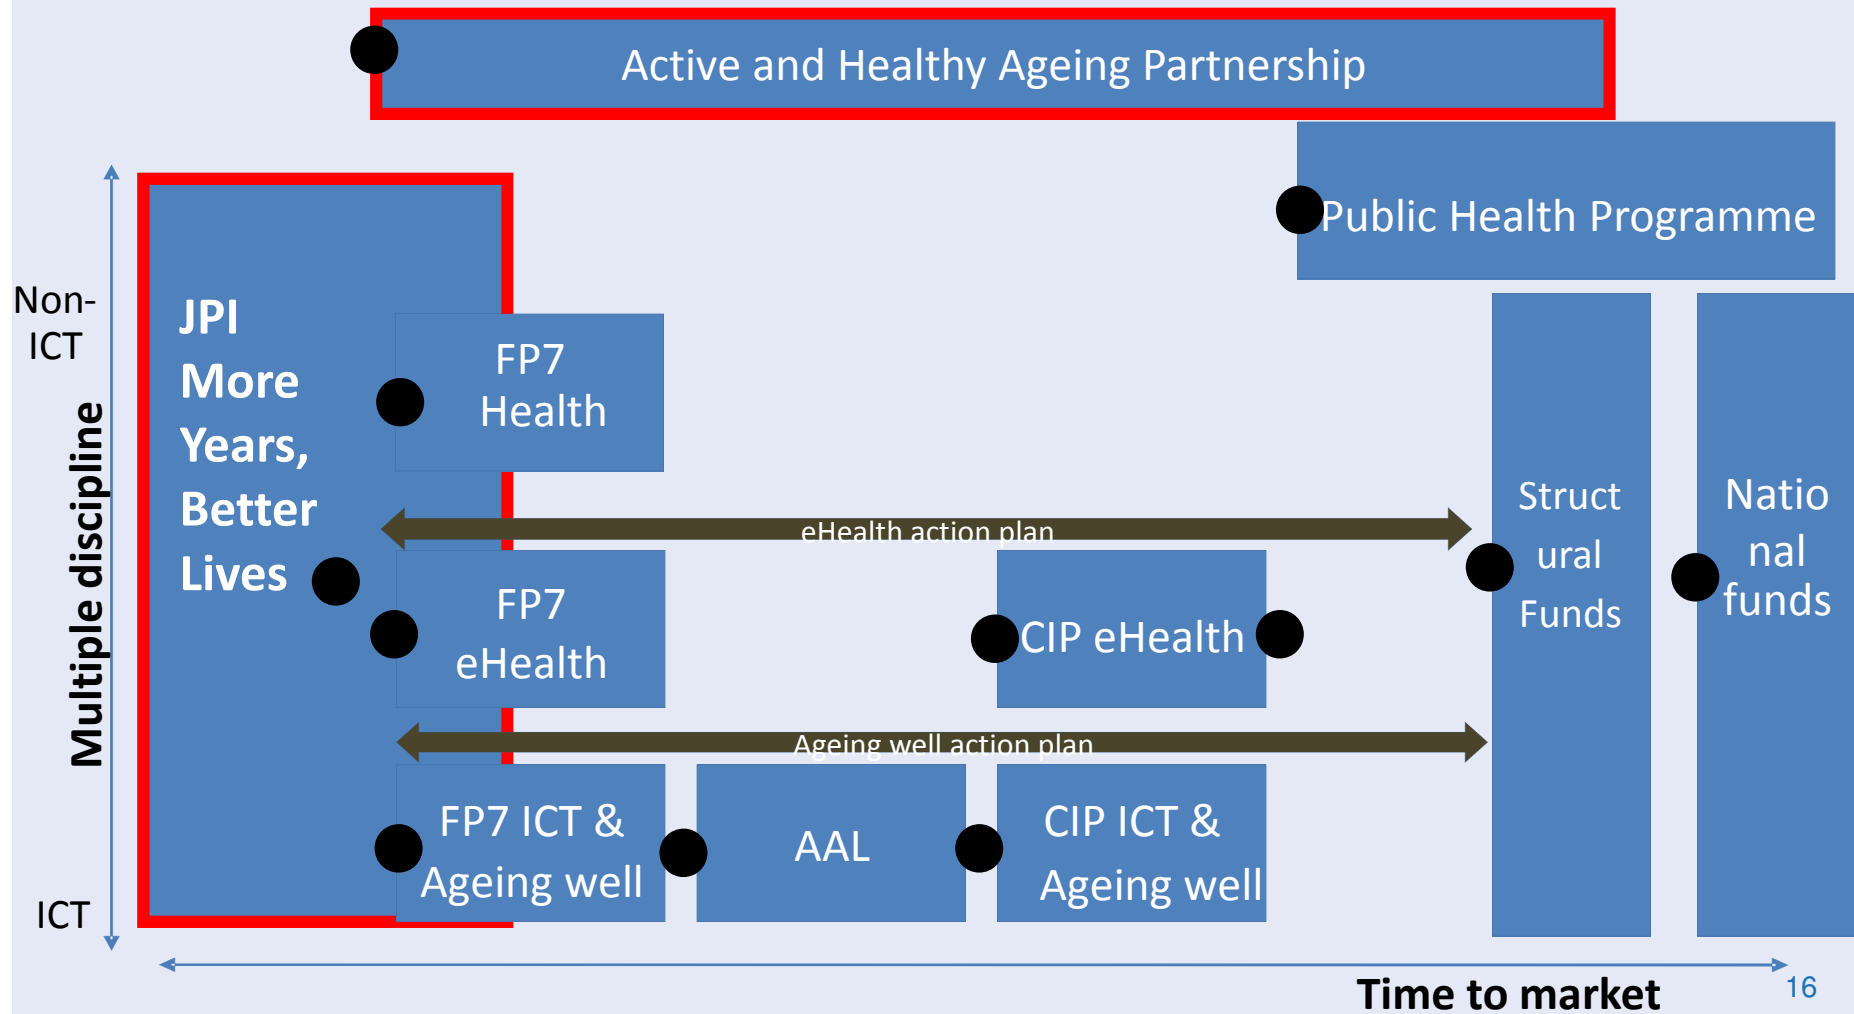 Active and Healthy Ageing Partnership
Public Health Programme
Non-
ICT
Multiple discipline
ICT
JPI
More
Years,
Better
Lives
FP7
Health
eHealth action plan
FP7
eHealth
CIP eHealth
Ageing well action plan
FP7 ICT &
Ageing well
AAL
CIP ICT &
Ageing well
Struct
ural
Funds
Natio
nal
funds
Time to market
16